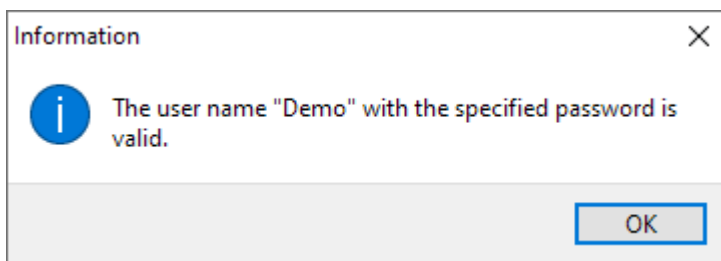 Information
The user name "Demo" with the specified password is
valid.
OK